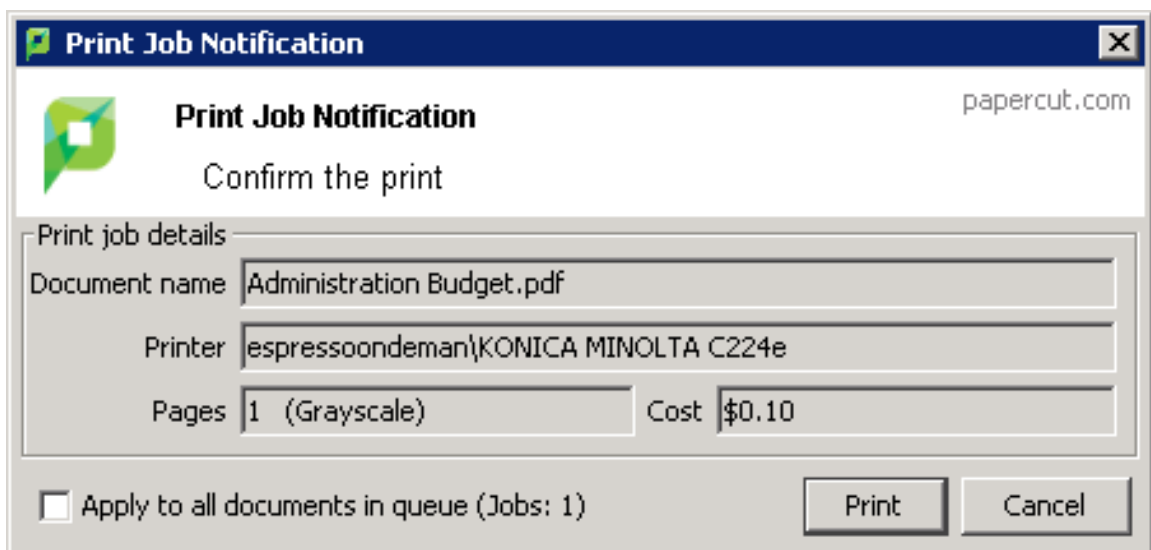 Print Job Notification
papercut.com
Print Job Notification
Confirm the print
Print job details
Document name Administration Budget.pdf
Printer espressoondeman\KONICA MINOLTA C224e
Pages 1 (Grayscale) Cost $0.10
Apply to all documents in queue (Jobs: 1) Print Cancel